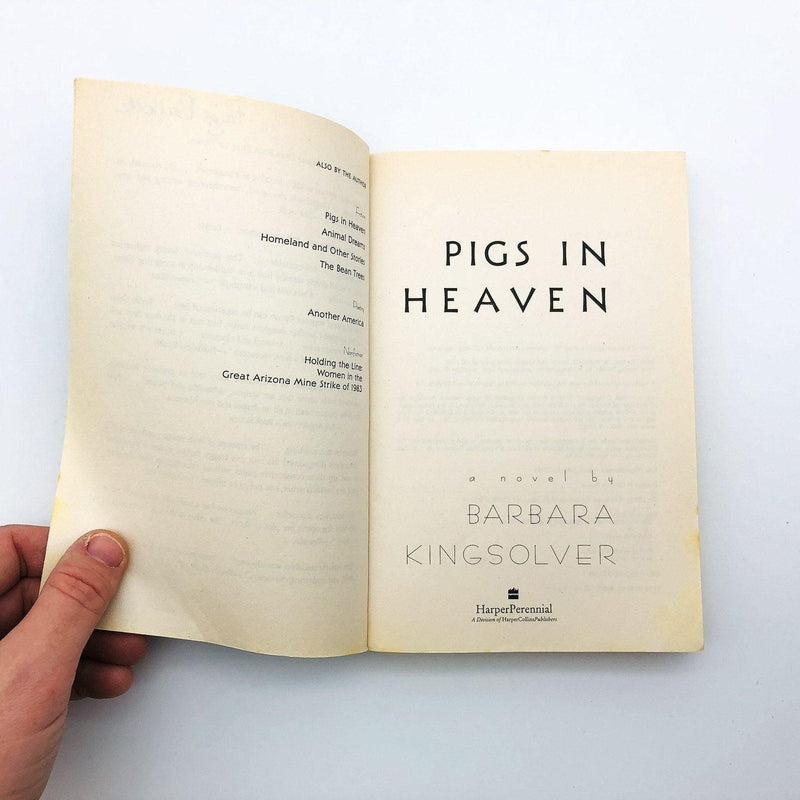 ALSO BY THE AUTHOR
Fiction
Pigs in Heaven
Animal Dreams
Homeland and Other Stories
The Bean Trees
Poetry
Another America
Nonfiction
Holding the Line:
Women in the
Great Arizona Mine Strike of 1983
PIGS IN
HEAVEN
a novel by
BARBARA
KINGSOLVER
HarperPerennial
A Division of HarperCollinsPublishers